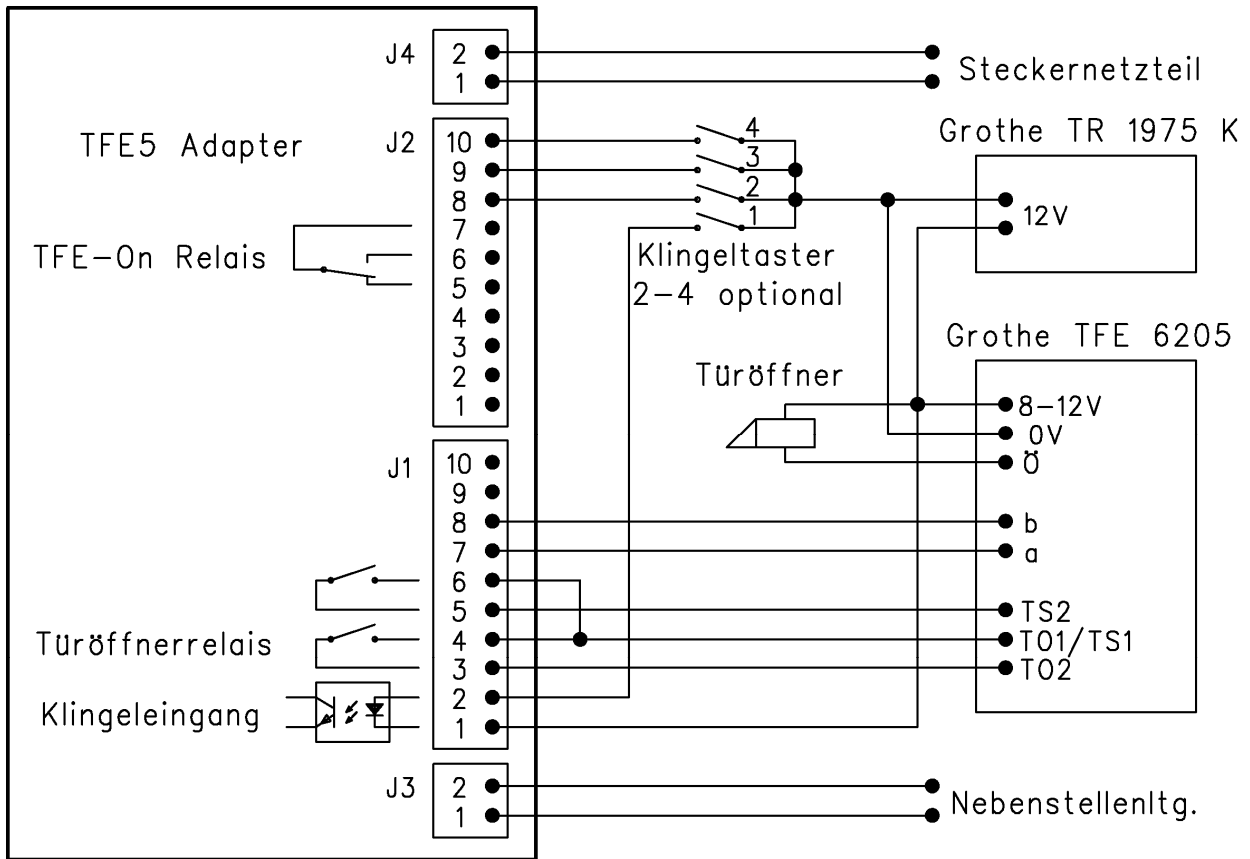 J4
2
1
Steckernetzteil
TFE5 Adapter
J2
10
9
8
7
6
5
4
3
2
1
TFE-On Relais
4
3
2
1
Klingeltaster
2-4 optional
Grothe TR 1975 K
12V
Grothe TFE 6205
8-12V
0V
Ö
b
a
TS2
TO1/TS1
TO2
Türöffner
J1
10
9
8
7
6
5
4
3
2
1
Türöffnerrelais
Klingeleingang
J3
2
1
Nebenstellenltg.